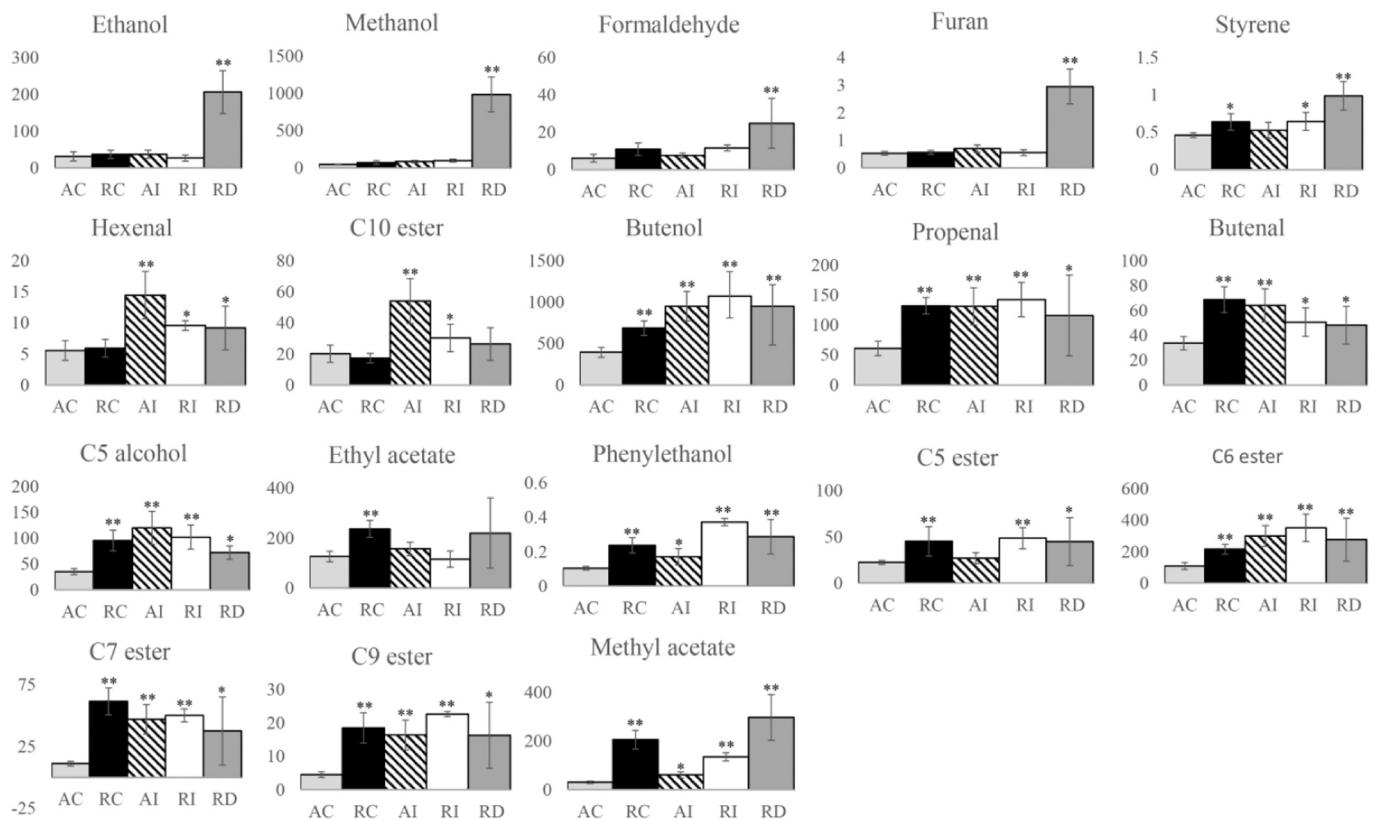 Ethanol
300
200
100
0
**
AC RC AI RI RD
Methanol
1500
1000
500
0
**
AC RC AI RI RD
Formaldehyde
60
40
20
0
**
AC RC AI RI RD
Furan
4
3
2
1
0
**
AC RC AI RI RD
Styrene
1.5
1
0.5
0
* * **
AC RC AI RI RD
Hexenal
20
15
10
5
0
** * *
AC RC AI RI RD
C10 ester
80
60
40
20
0
** *
AC RC AI RI RD
Butenol
1500
1000
500
0
** ** ** **
AC RC AI RI RD
Propenal
200
150
100
50
0
** ** ** *
AC RC AI RI RD
Butenal
100
80
60
40
20
0
** ** * *
AC RC AI RI RD
C5 alcohol
200
150
100
50
0
** ** ** *
AC RC AI RI RD
Ethyl acetate
400
200
0
**
AC RC AI RI RD
Phenylethanol
0.6
0.4
0.2
0
** * ** **
AC RC AI RI RD
C5 ester
100
50
0
** ** *
AC RC AI RI RD
C6 ester
600
400
200
0
** ** ** **
AC RC AI RI RD
C7 ester
75
25
-25
** ** ** *
AC RC AI RI RD
C9 ester
30
20
10
0
** ** ** *
AC RC AI RI RD
Methyl acetate
400
200
0
** * ** **
AC RC AI RI RD